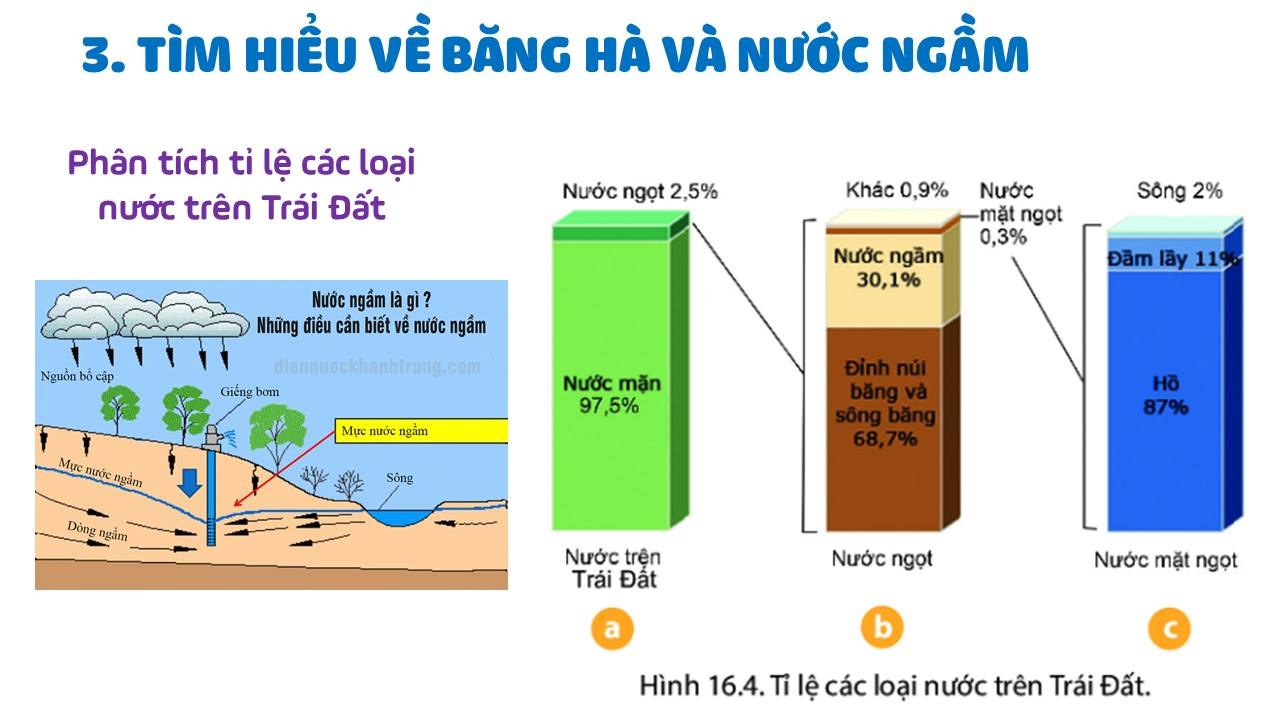 3. TÌM HIỂU VỀ BĂNG HÀ VÀ NƯỚC NGẦM
Phân tích tỉ lệ các loại
nước trên Trái Đất
Nước ngầm là gì ?
Những điều cần biết về nước ngầm
diennuockhanhtrung.com
Nguồn bổ cập
Giếng bơm
Mực nước ngầm
Mực nước ngầm
Sông
Dòng ngầm
Nước ngọt 2,5%
Nước mặn
97,5%
Nước trên
Trái Đất
a
Khác 0,9%
Nước
mặt ngọt
0,3%
Nước ngầm
30,1%
Đỉnh núi
băng và
sông băng
68,7%
Nước ngọt
b
Sông 2%
Đầm lầy 11%
Hồ
87%
Nước mặt ngọt
c
Hình 16.4. Tỉ lệ các loại nước trên Trái Đất.